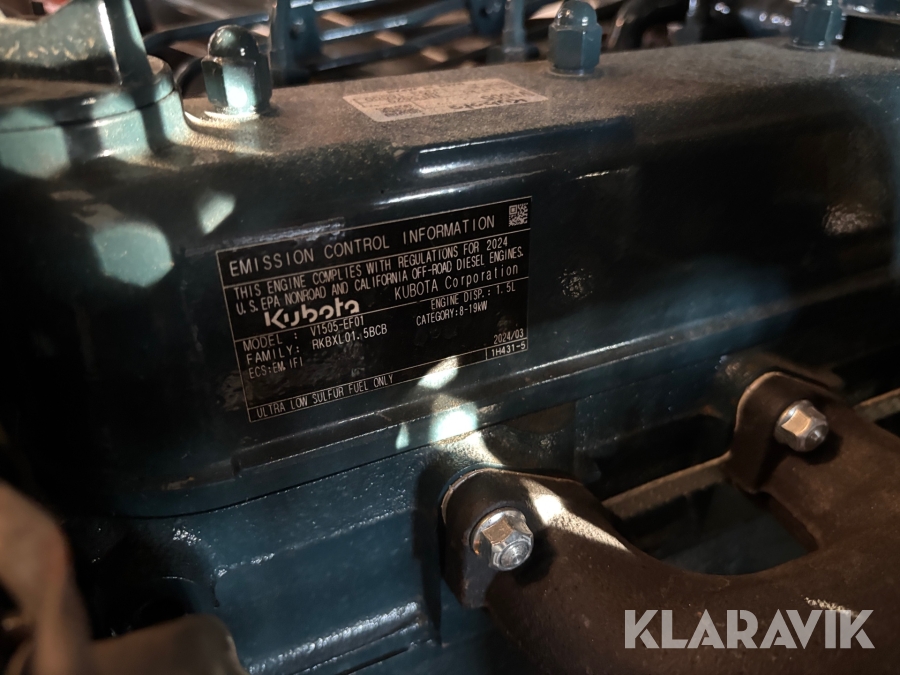 Kubota
EMISSION CONTROL INFORMATION
THIS ENGINE COMPLIES WITH REGULATIONS FOR 2024
U.S. EPA NONROAD AND CALIFORNIA OFF-ROAD DIESEL ENGINES.
Kubota KUBOTA Corporation
MODEL : V1505-EF01 ENGINE DISP.: 1.5L
FAMILY: RKBXL01.5BCB CATEGORY:8-19kW
ECS:EM,IFI 2024/03
1H431-5
ULTRA LOW SULFUR FUEL ONLY
KLARAVIK